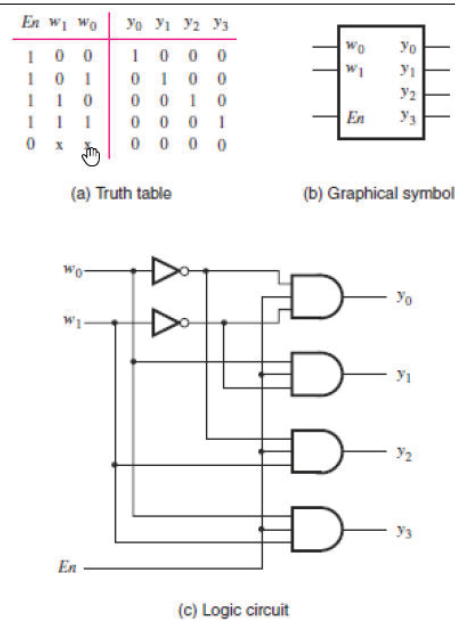 En w1 w0 y0 y1 y2 y3
1 0 0 1 0 0 0
1 0 1 0 1 0 0
1 1 0 0 0 1 0
1 1 1 0 0 0 1
0 x x 0 0 0 0
(a) Truth table
w0 y0
w1 y1
y2
En y3
(b) Graphical symbol
w0
y0
w1
y1
y2
y3
En
(c) Logic circuit